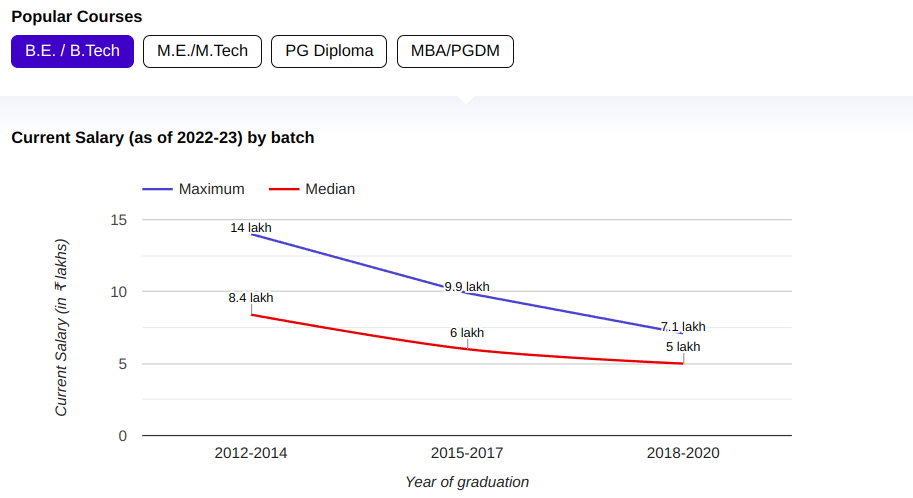 Popular Courses
B.E. / B.Tech M.E./M.Tech PG Diploma MBA/PGDM
Current Salary (as of 2022-23) by batch
Maximum Median
15
14 lakh
10
9.9 lakh
8.4 lakh
7.1 lakh
6 lakh
5 lakh
5
0
Current Salary (in ₹ lakhs)
2012-2014 2015-2017 2018-2020
Year of graduation